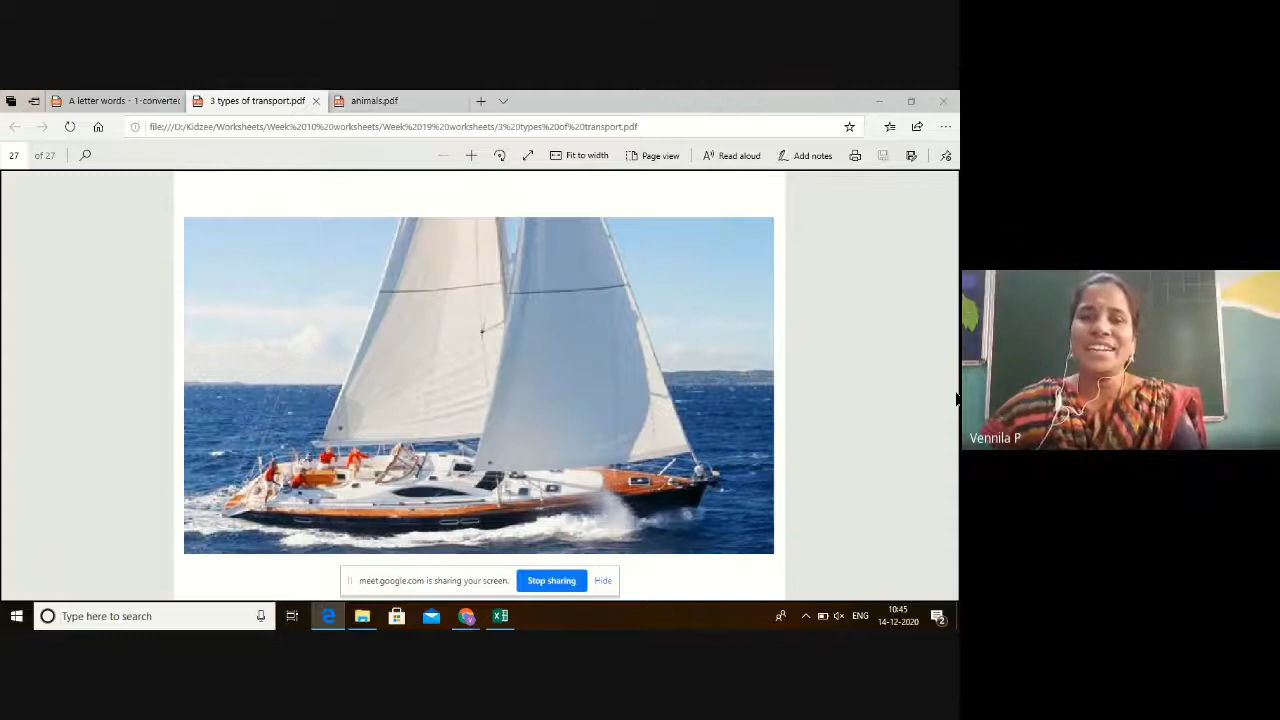 A letter words - 1-converted
3 types of transport.pdf
animals.pdf
file:///D:/Kidzee/Worksheets/Week%2010%20worksheets/Week%2019%20worksheets/3%20types%20of%20transport.pdf
27 of 27
Fit to width
Page view
Read aloud
Add notes
Vennila P
meet.google.com is sharing your screen.
Stop sharing
Hide
Type here to search
ENG
10:45
14-12-2020
2